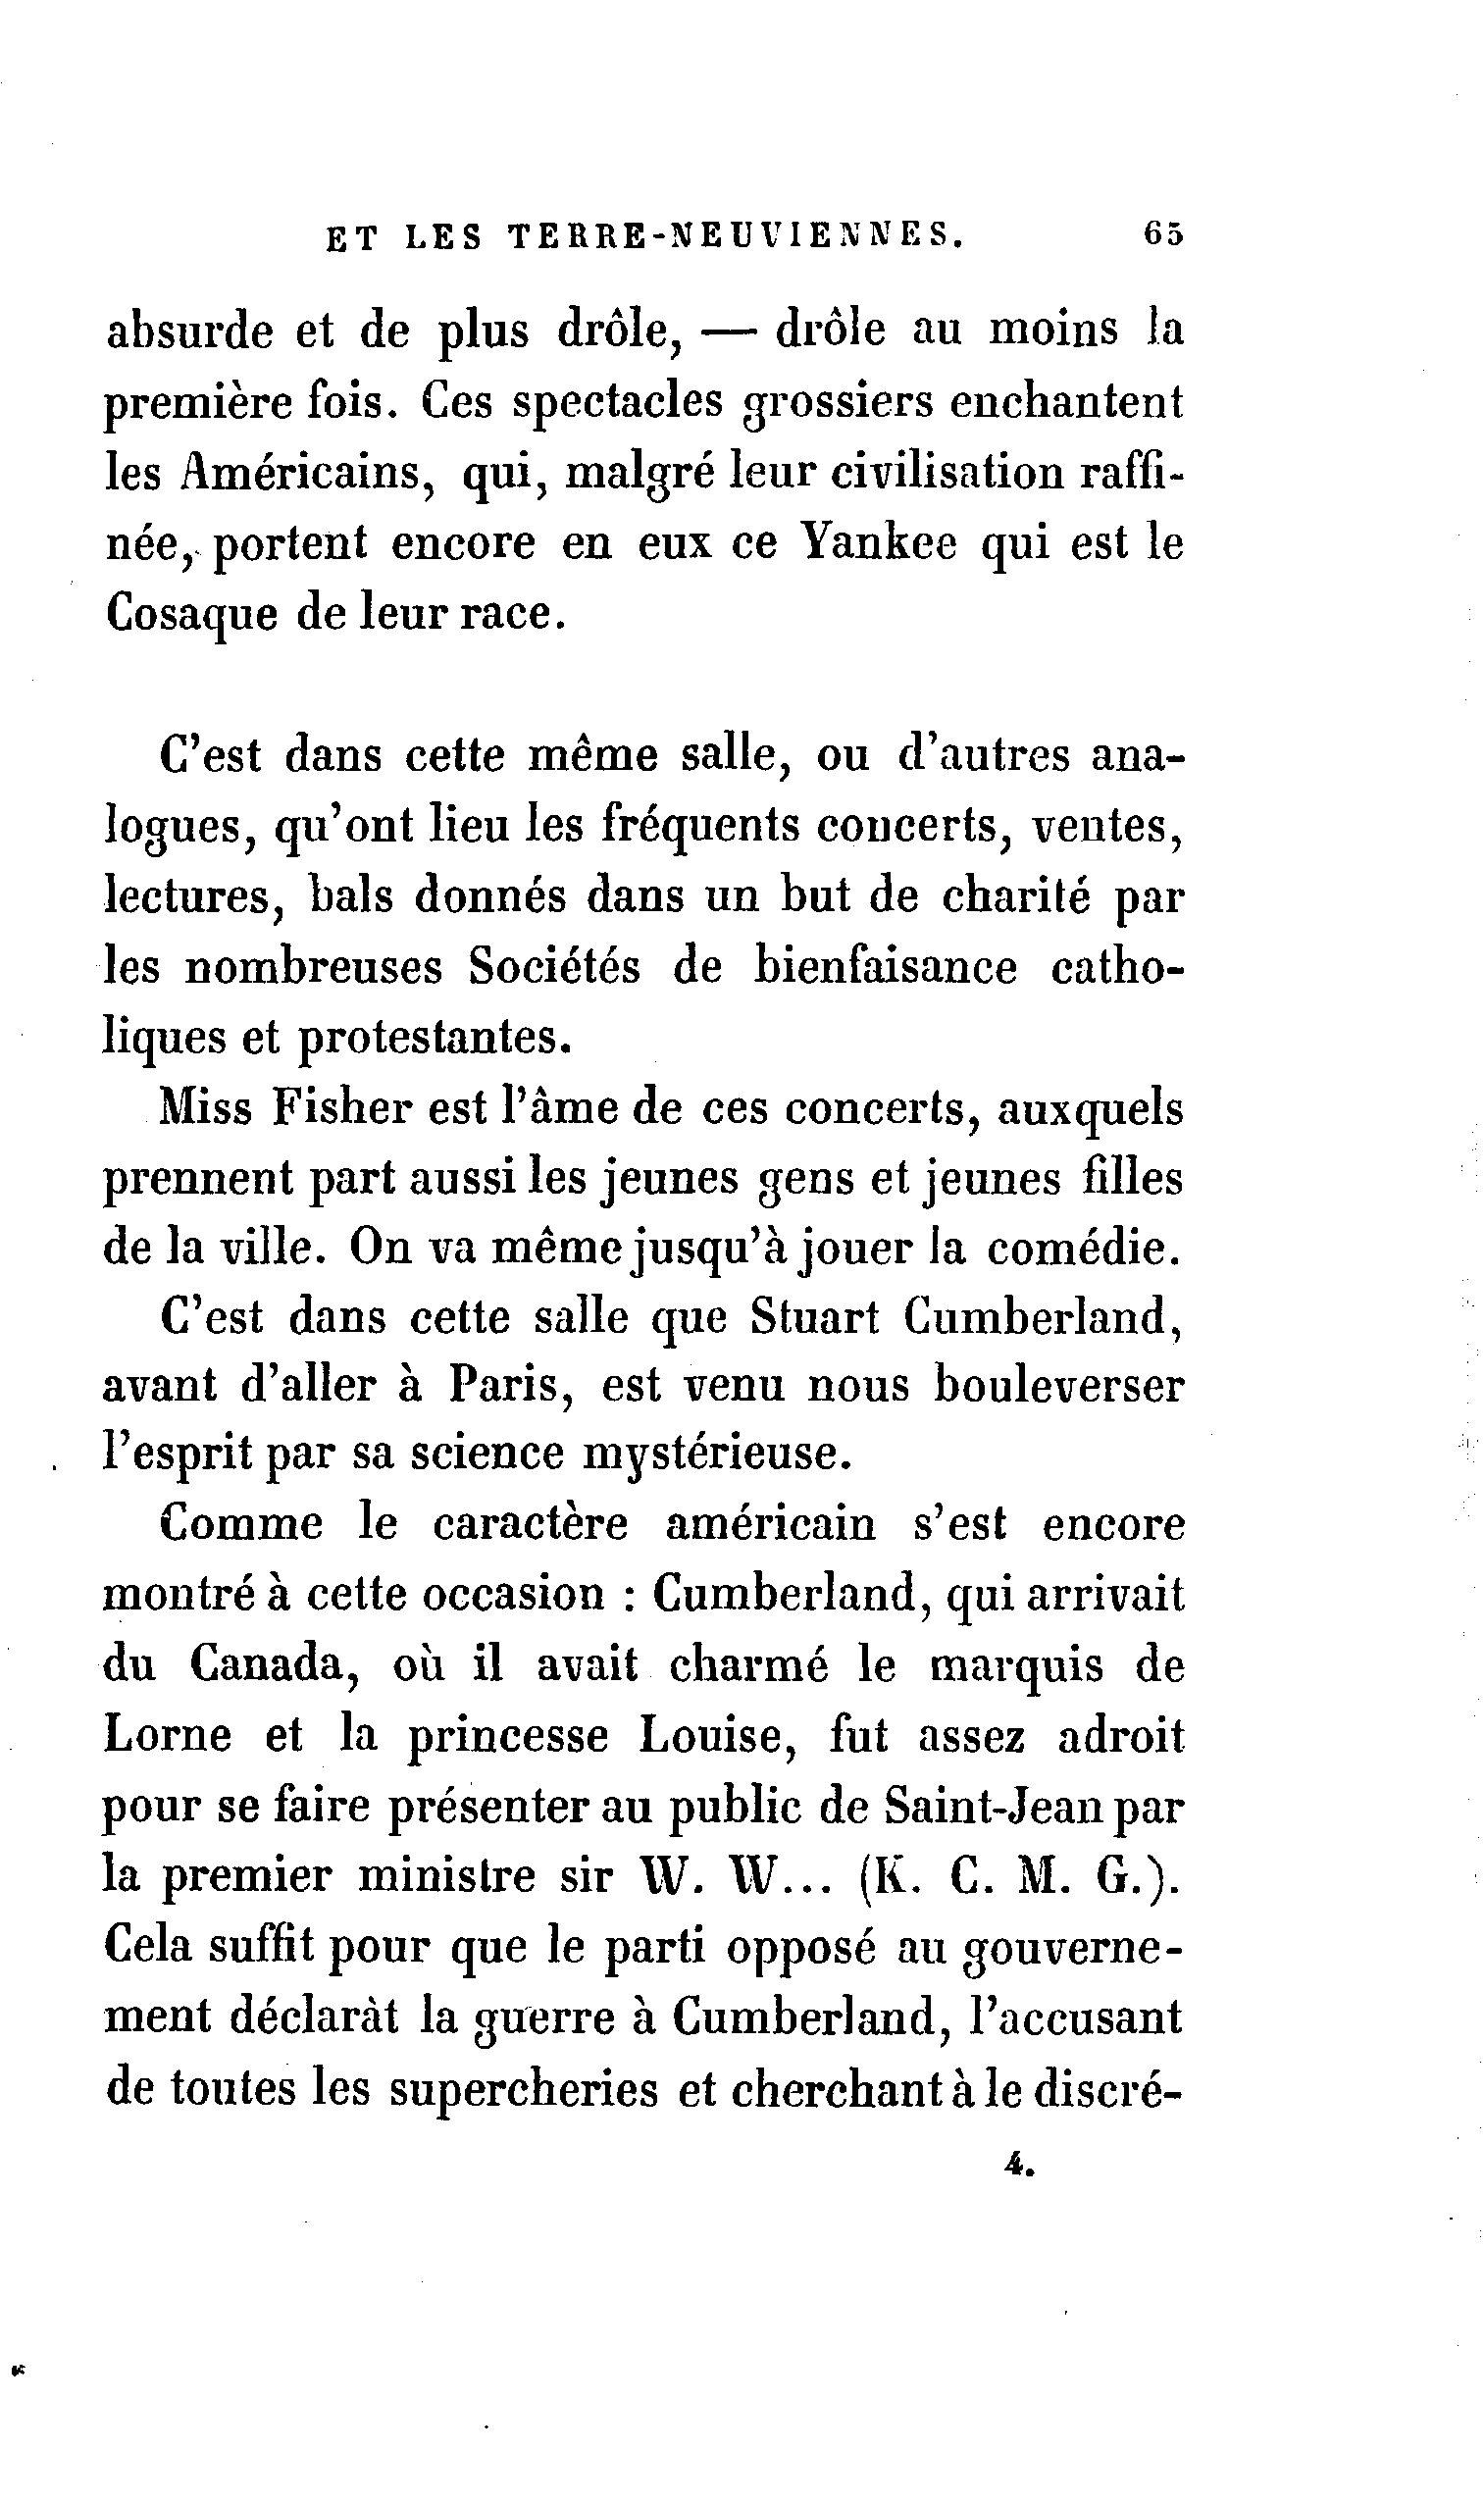 ET LES TERRE-NEUVIENNES. 65
absurde et de plus drôle, — drôle au moins la
première fois. Ces spectacles grossiers enchantent
les Américains, qui, malgré leur civilisation raffi-
née, portent encore en eux ce Yankee qui est le
Cosaque de leur race.
C'est dans cette même salle, ou d'autres ana-
logues, qu'ont lieu les fréquents concerts, ventes,
lectures, bals donnés dans un but de charité par
les nombreuses Sociétés de bienfaisance catho-
liques et protestantes.
Miss Fisher est l'âme de ces concerts, auxquels
prennent part aussi les jeunes gens et jeunes filles
de la ville. On va même jusqu'à jouer la comédie.
C'est dans cette salle que Stuart Cumberland,
avant d'aller à Paris, est venu nous bouleverser
l'esprit par sa science mystérieuse.
Comme le caractère américain s'est encore
montré à cette occasion : Cumberland, qui arrivait
du Canada, où il avait charmé le marquis de
Lorne et la princesse Louise, fut assez adroit
pour se faire présenter au public de Saint-Jean par
la premier ministre sir W. W... (K. C. M. G.).
Cela suffit pour que le parti opposé au gouverne-
ment déclaràt la guerre à Cumberland, l'accusant
de toutes les supercheries et cherchant à le discré-
4.